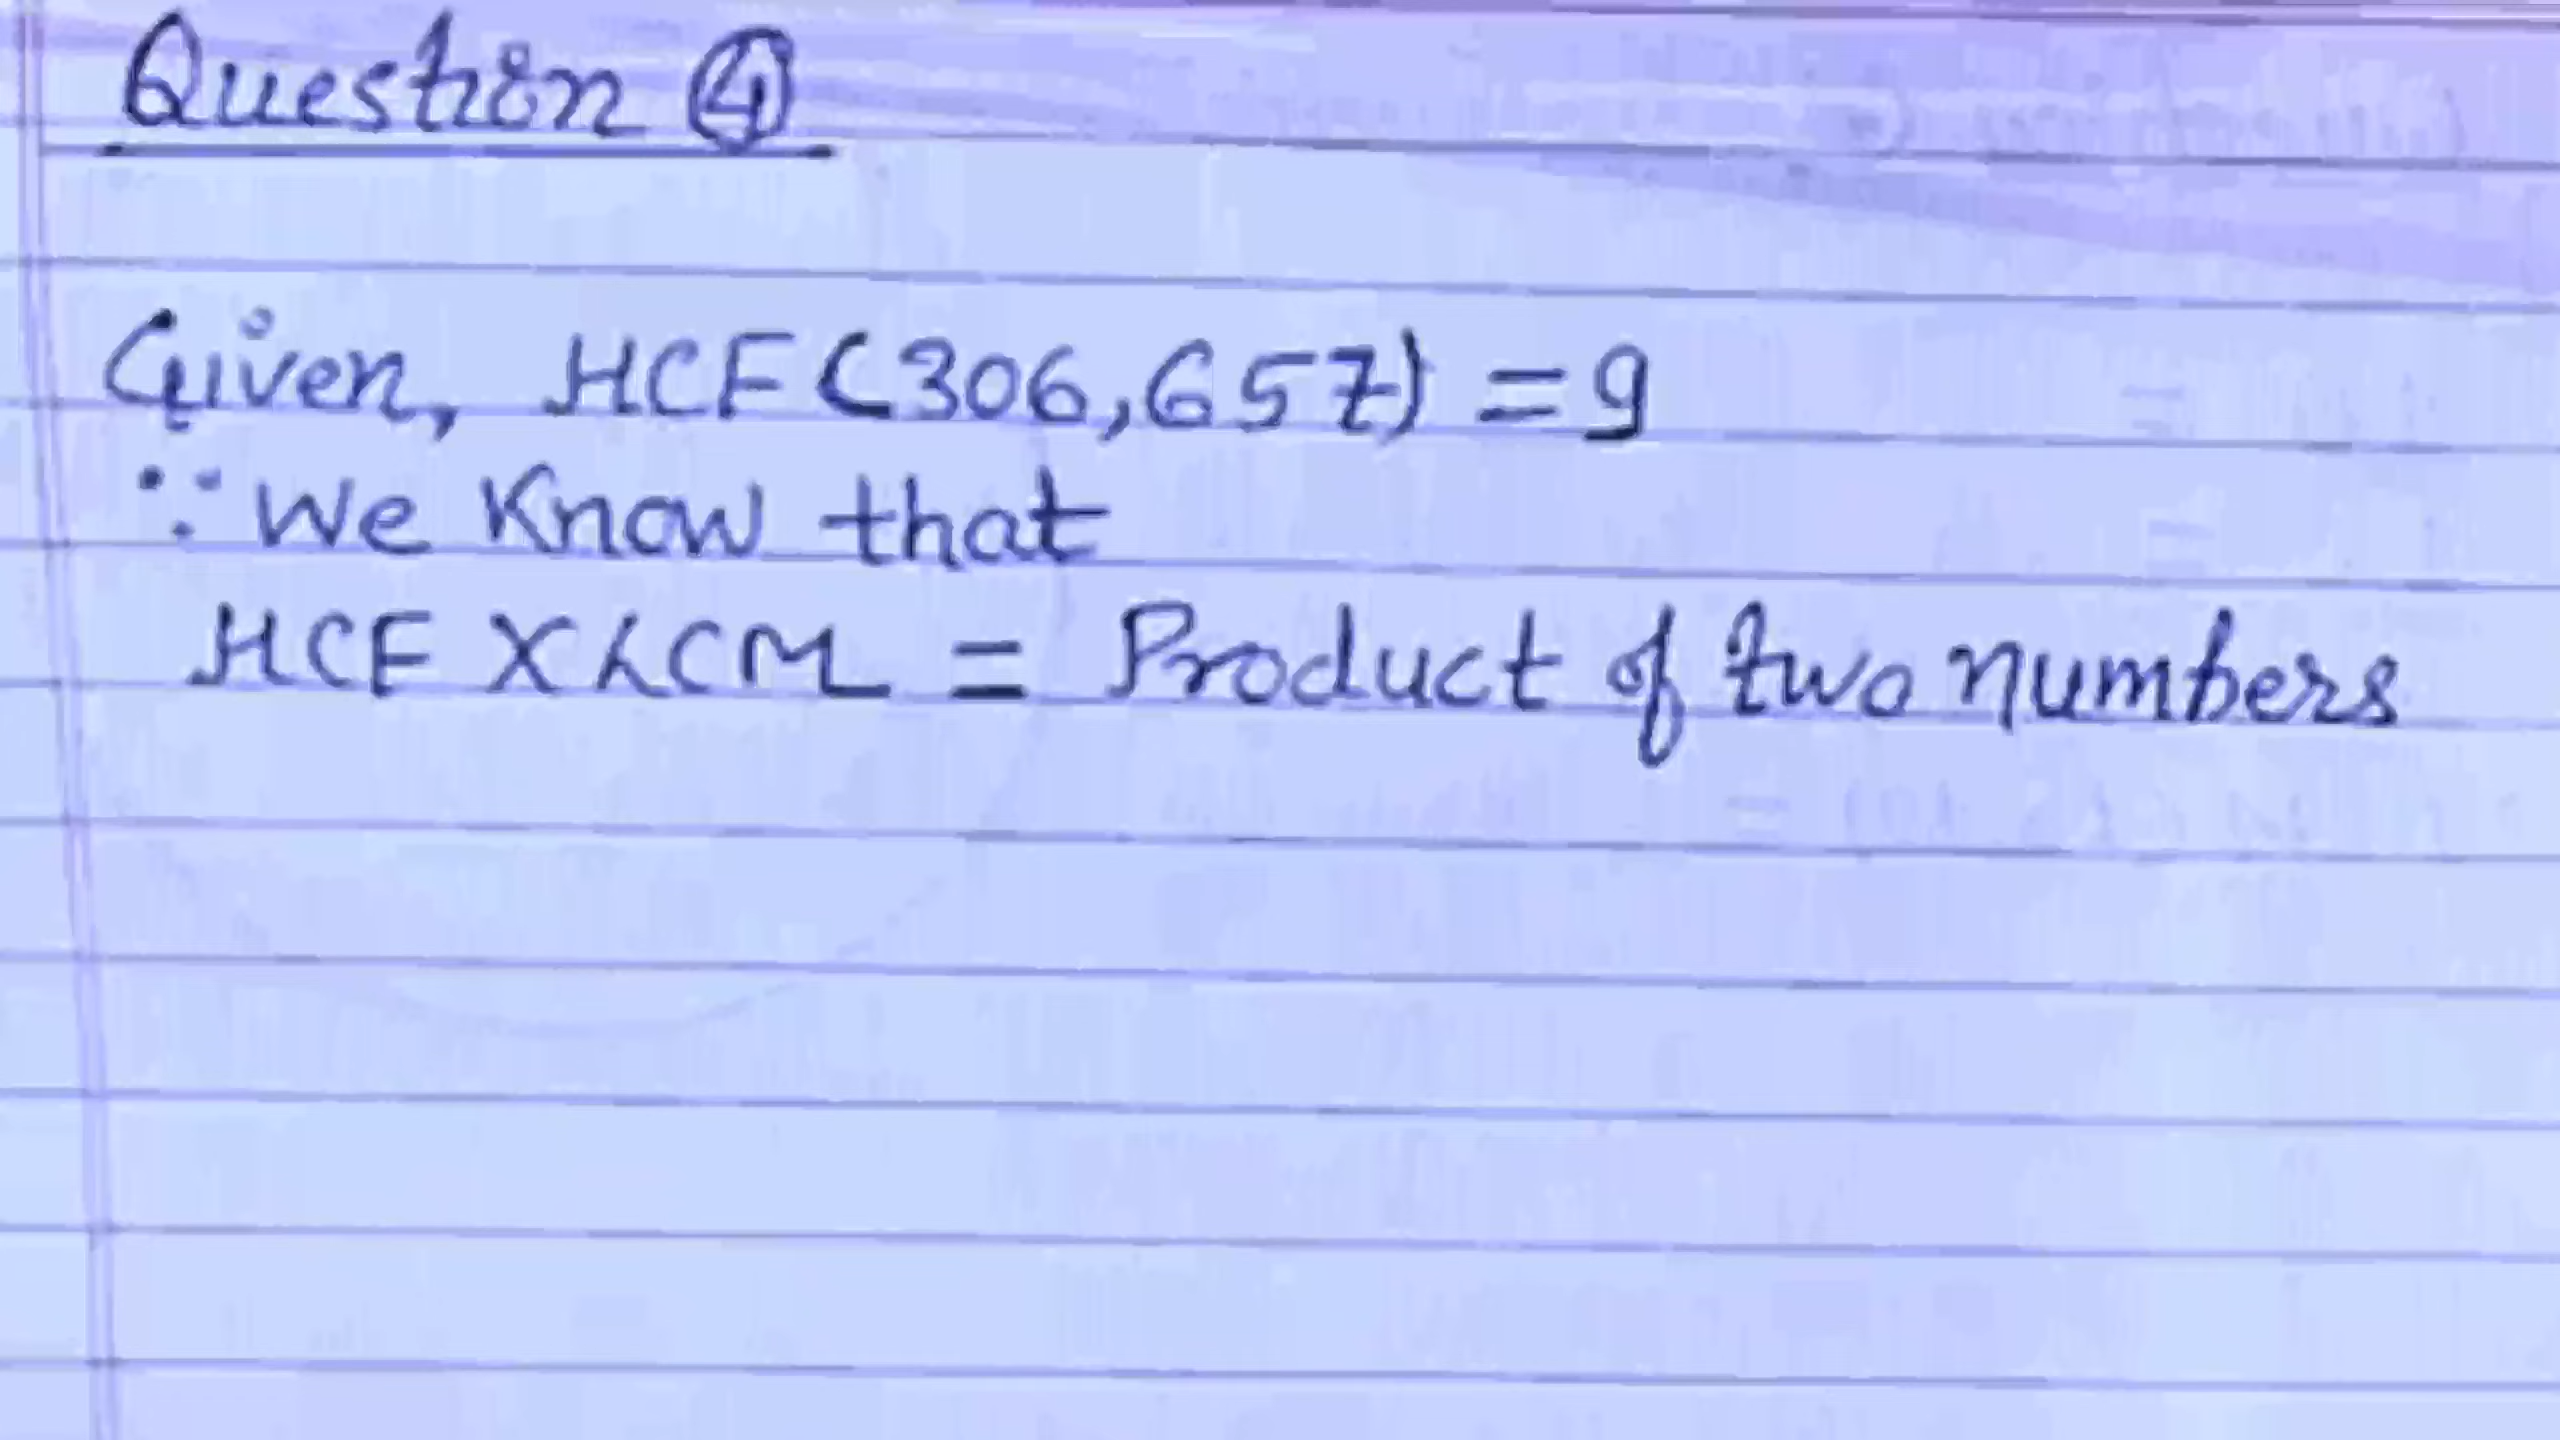 Question ④
Given, HCF (306,657) = 9
∵ We Know that
HCF X LCM = Product of two numbers